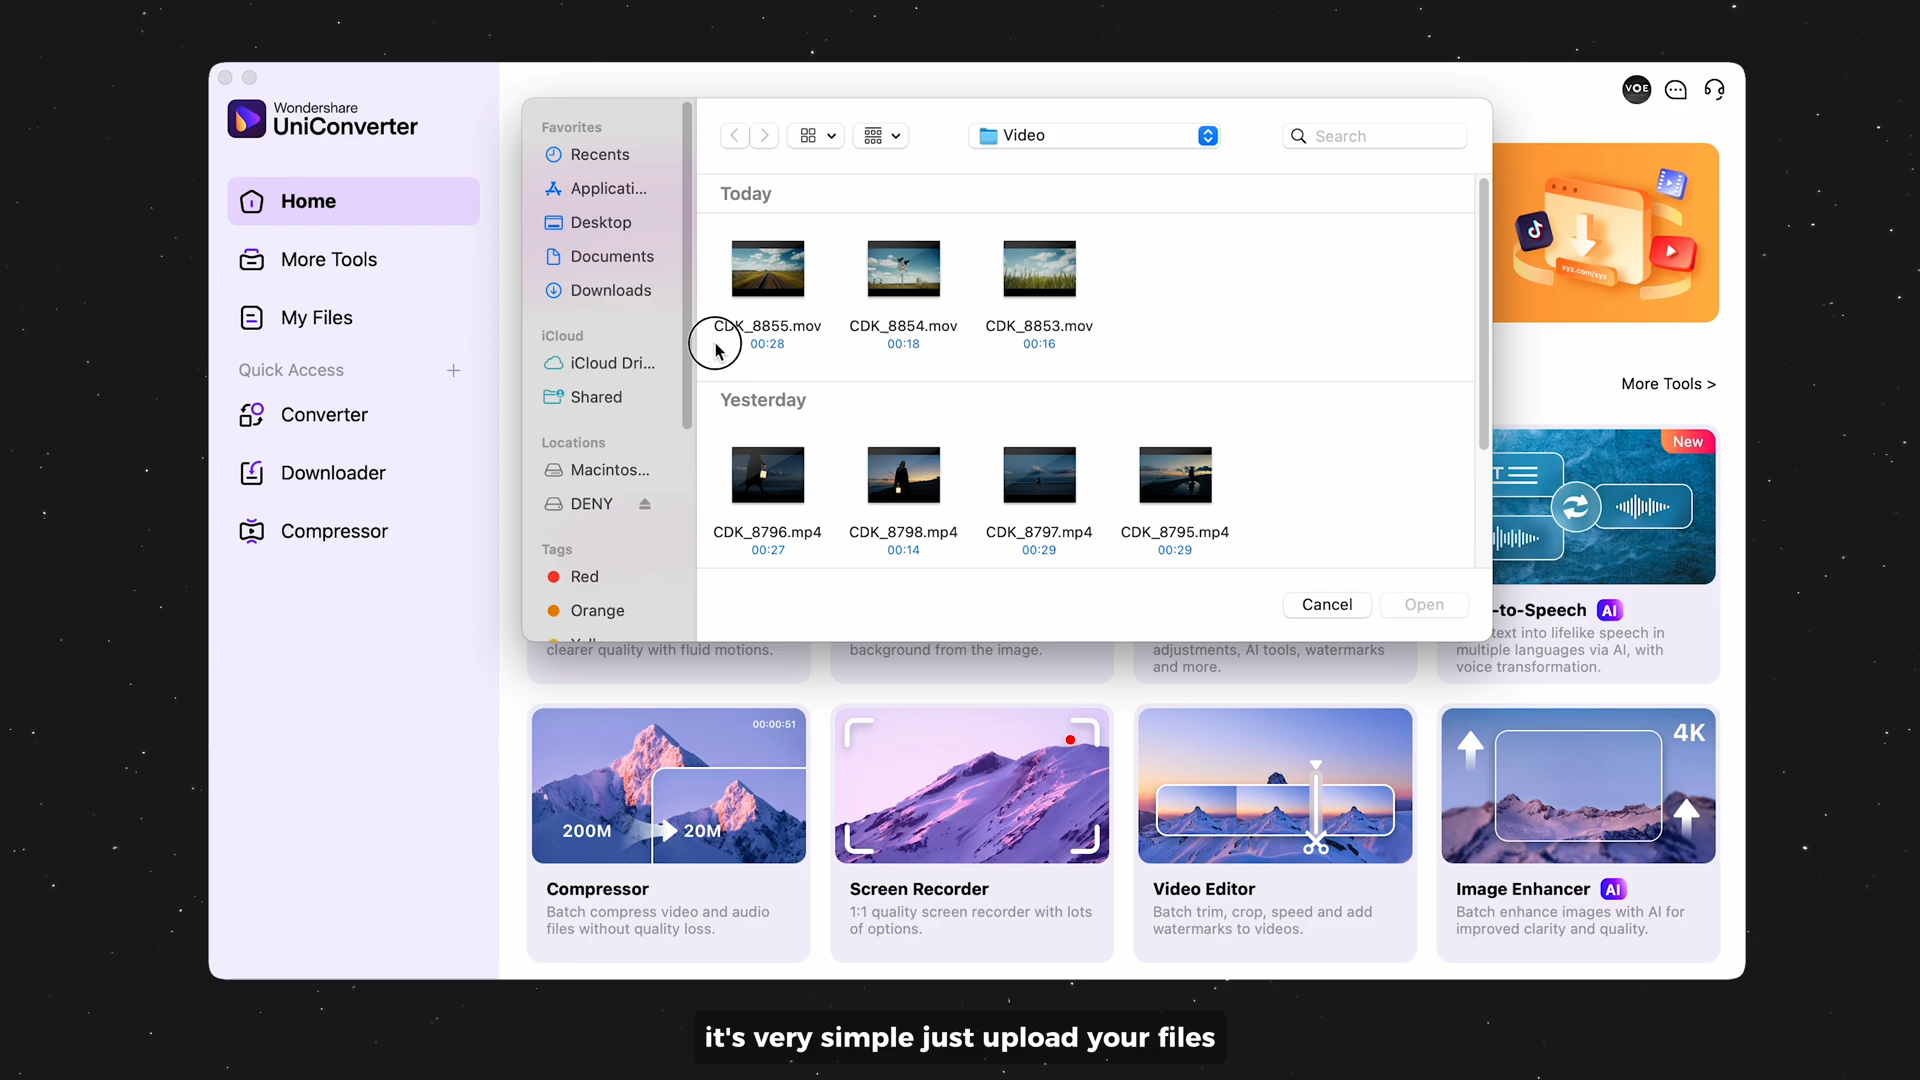 Wondershare
UniConverter
VOE
Home
More Tools
My Files
Quick Access
Converter
Downloader
Compressor
Favorites
Recents
Applicati...
Desktop
Documents
Downloads
iCloud
iCloud Dri...
Shared
Locations
Macintos...
DENY
Tags
Red
Orange
Video
Search
Today
CDK_8855.mov
00:28
CDK_8854.mov
00:18
CDK_8853.mov
00:16
Yesterday
CDK_8796.mp4
00:27
CDK_8798.mp4
00:14
CDK_8797.mp4
00:29
CDK_8795.mp4
00:29
Cancel
Open
xyz.com/xyz
More Tools >
New
T
-to-Speech AI
text into lifelike speech in
multiple languages via AI, with
voice transformation.
clearer quality with fluid motions.
background from the image.
adjustments, AI tools, watermarks
and more.
00:00:51
200M
20M
Compressor
Batch compress video and audio
files without quality loss.
Screen Recorder
1:1 quality screen recorder with lots
of options.
Video Editor
Batch trim, crop, speed and add
watermarks to videos.
4K
Image Enhancer AI
Batch enhance images with AI for
improved clarity and quality.
it's very simple just upload your files